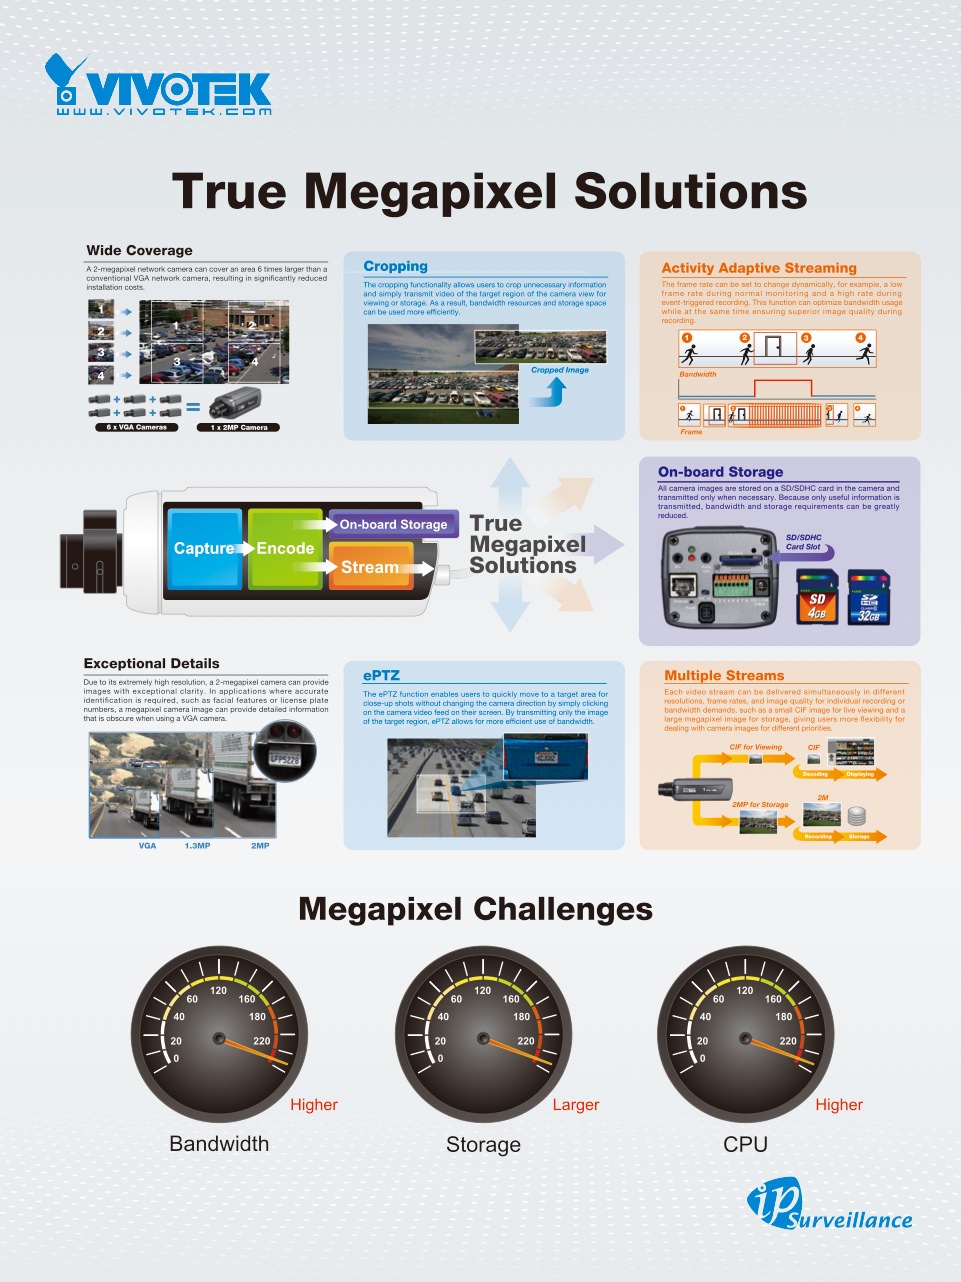 VIVOTEK
www.vivotek.com
True Megapixel Solutions
Wide Coverage
A 2-megapixel network camera can cover an area 6 times larger than a
conventional VGA network camera, resulting in significantly reduced
installation costs.
1
2
3
4
1
2
3
4
6 x VGA Cameras
1 x 2MP Camera
Cropping
The cropping functionality allows users to crop unnecessary information
and simply transmit video of the target region of the camera view for
viewing or storage. As a result, bandwidth resources and storage space
can be used more efficiently.
Cropped Image
Activity Adaptive Streaming
The frame rate can be set to change dynamically, for example, a low
frame rate during normal monitoring and a high rate during
event-triggered recording. This function can optimize bandwidth usage
while at the same time ensuring superior image quality during
recording.
1 2 3 4
Bandwidth
Frame
Capture
Encode
On-board Storage
Stream
True
Megapixel
Solutions
On-board Storage
All camera images are stored on a SD/SDHC card in the camera and
transmitted only when necessary. Because only useful information is
transmitted, bandwidth and storage requirements can be greatly
reduced.
SD/SDHC
Card Slot
SD
4GB
SD
32GB
Exceptional Details
Due to its extremely high resolution, a 2-megapixel camera can provide
images with exceptional clarity. In applications where accurate
identification is required, such as facial features or license plate
numbers, a megapixel camera image can provide detailed information
that is obscure when using a VGA camera.
VGA
1.3MP
2MP
ePTZ
The ePTZ function enables users to quickly move to a target area for
close-up shots without changing the camera direction by simply clicking
on the camera video feed on their screen. By transmitting only the image
of the target region, ePTZ allows for more efficient use of bandwidth.
Multiple Streams
Each video stream can be delivered simultaneously in different
resolutions, frame rates, and image quality for individual recording or
bandwidth demands, such as a small CIF image for live viewing and a
large megapixel image for storage, giving users more flexibility for
dealing with camera images for different priorities.
CIF for Viewing
CIF
Decoding
Displaying
2MP for Storage
2M
Recording
Storage
Megapixel Challenges
0 20 40 60 120 160 180 220
Higher
Bandwidth
0 20 40 60 120 160 180 220
Larger
Storage
0 20 40 60 120 160 180 220
Higher
CPU
ip
Surveillance